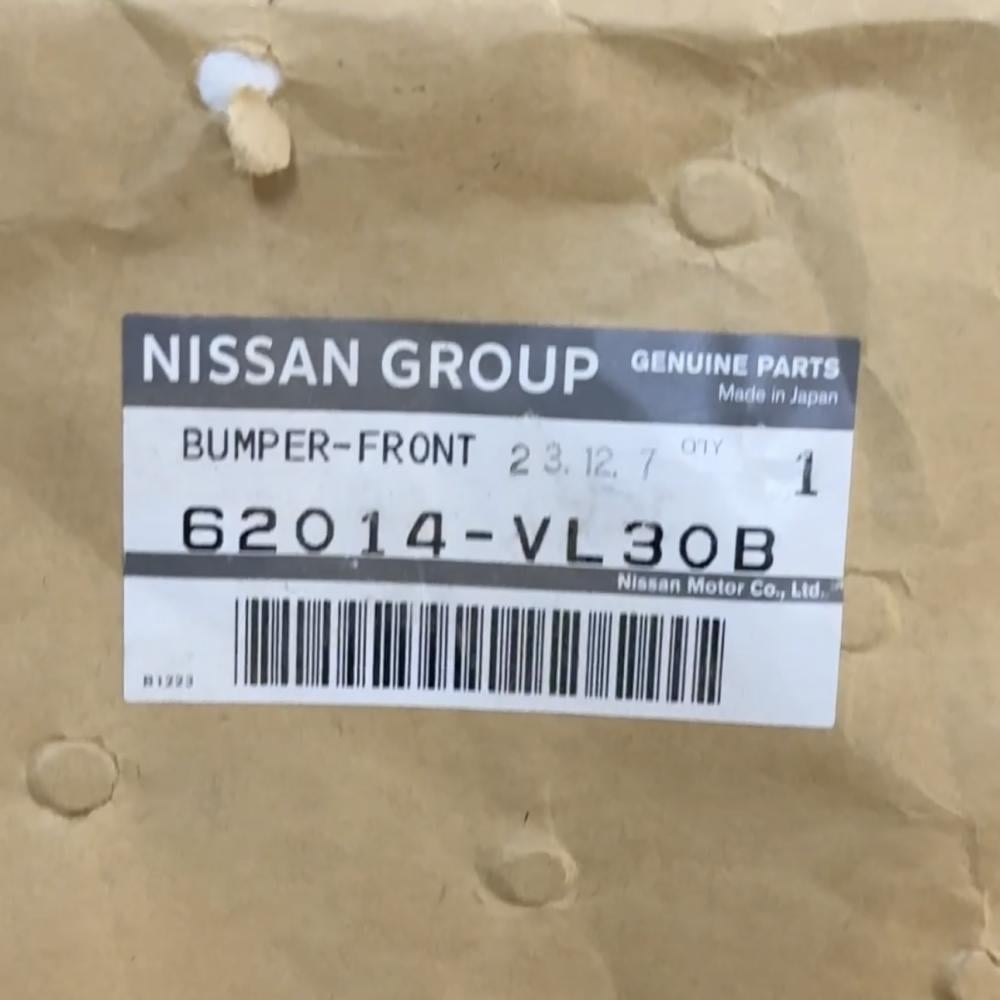 NISSAN GROUP GENUINE PARTS
Made in Japan
BUMPER-FRONT 23.12.7 QTY 1
62014-VL30B
Nissan Motor Co., Ltd.
B1223